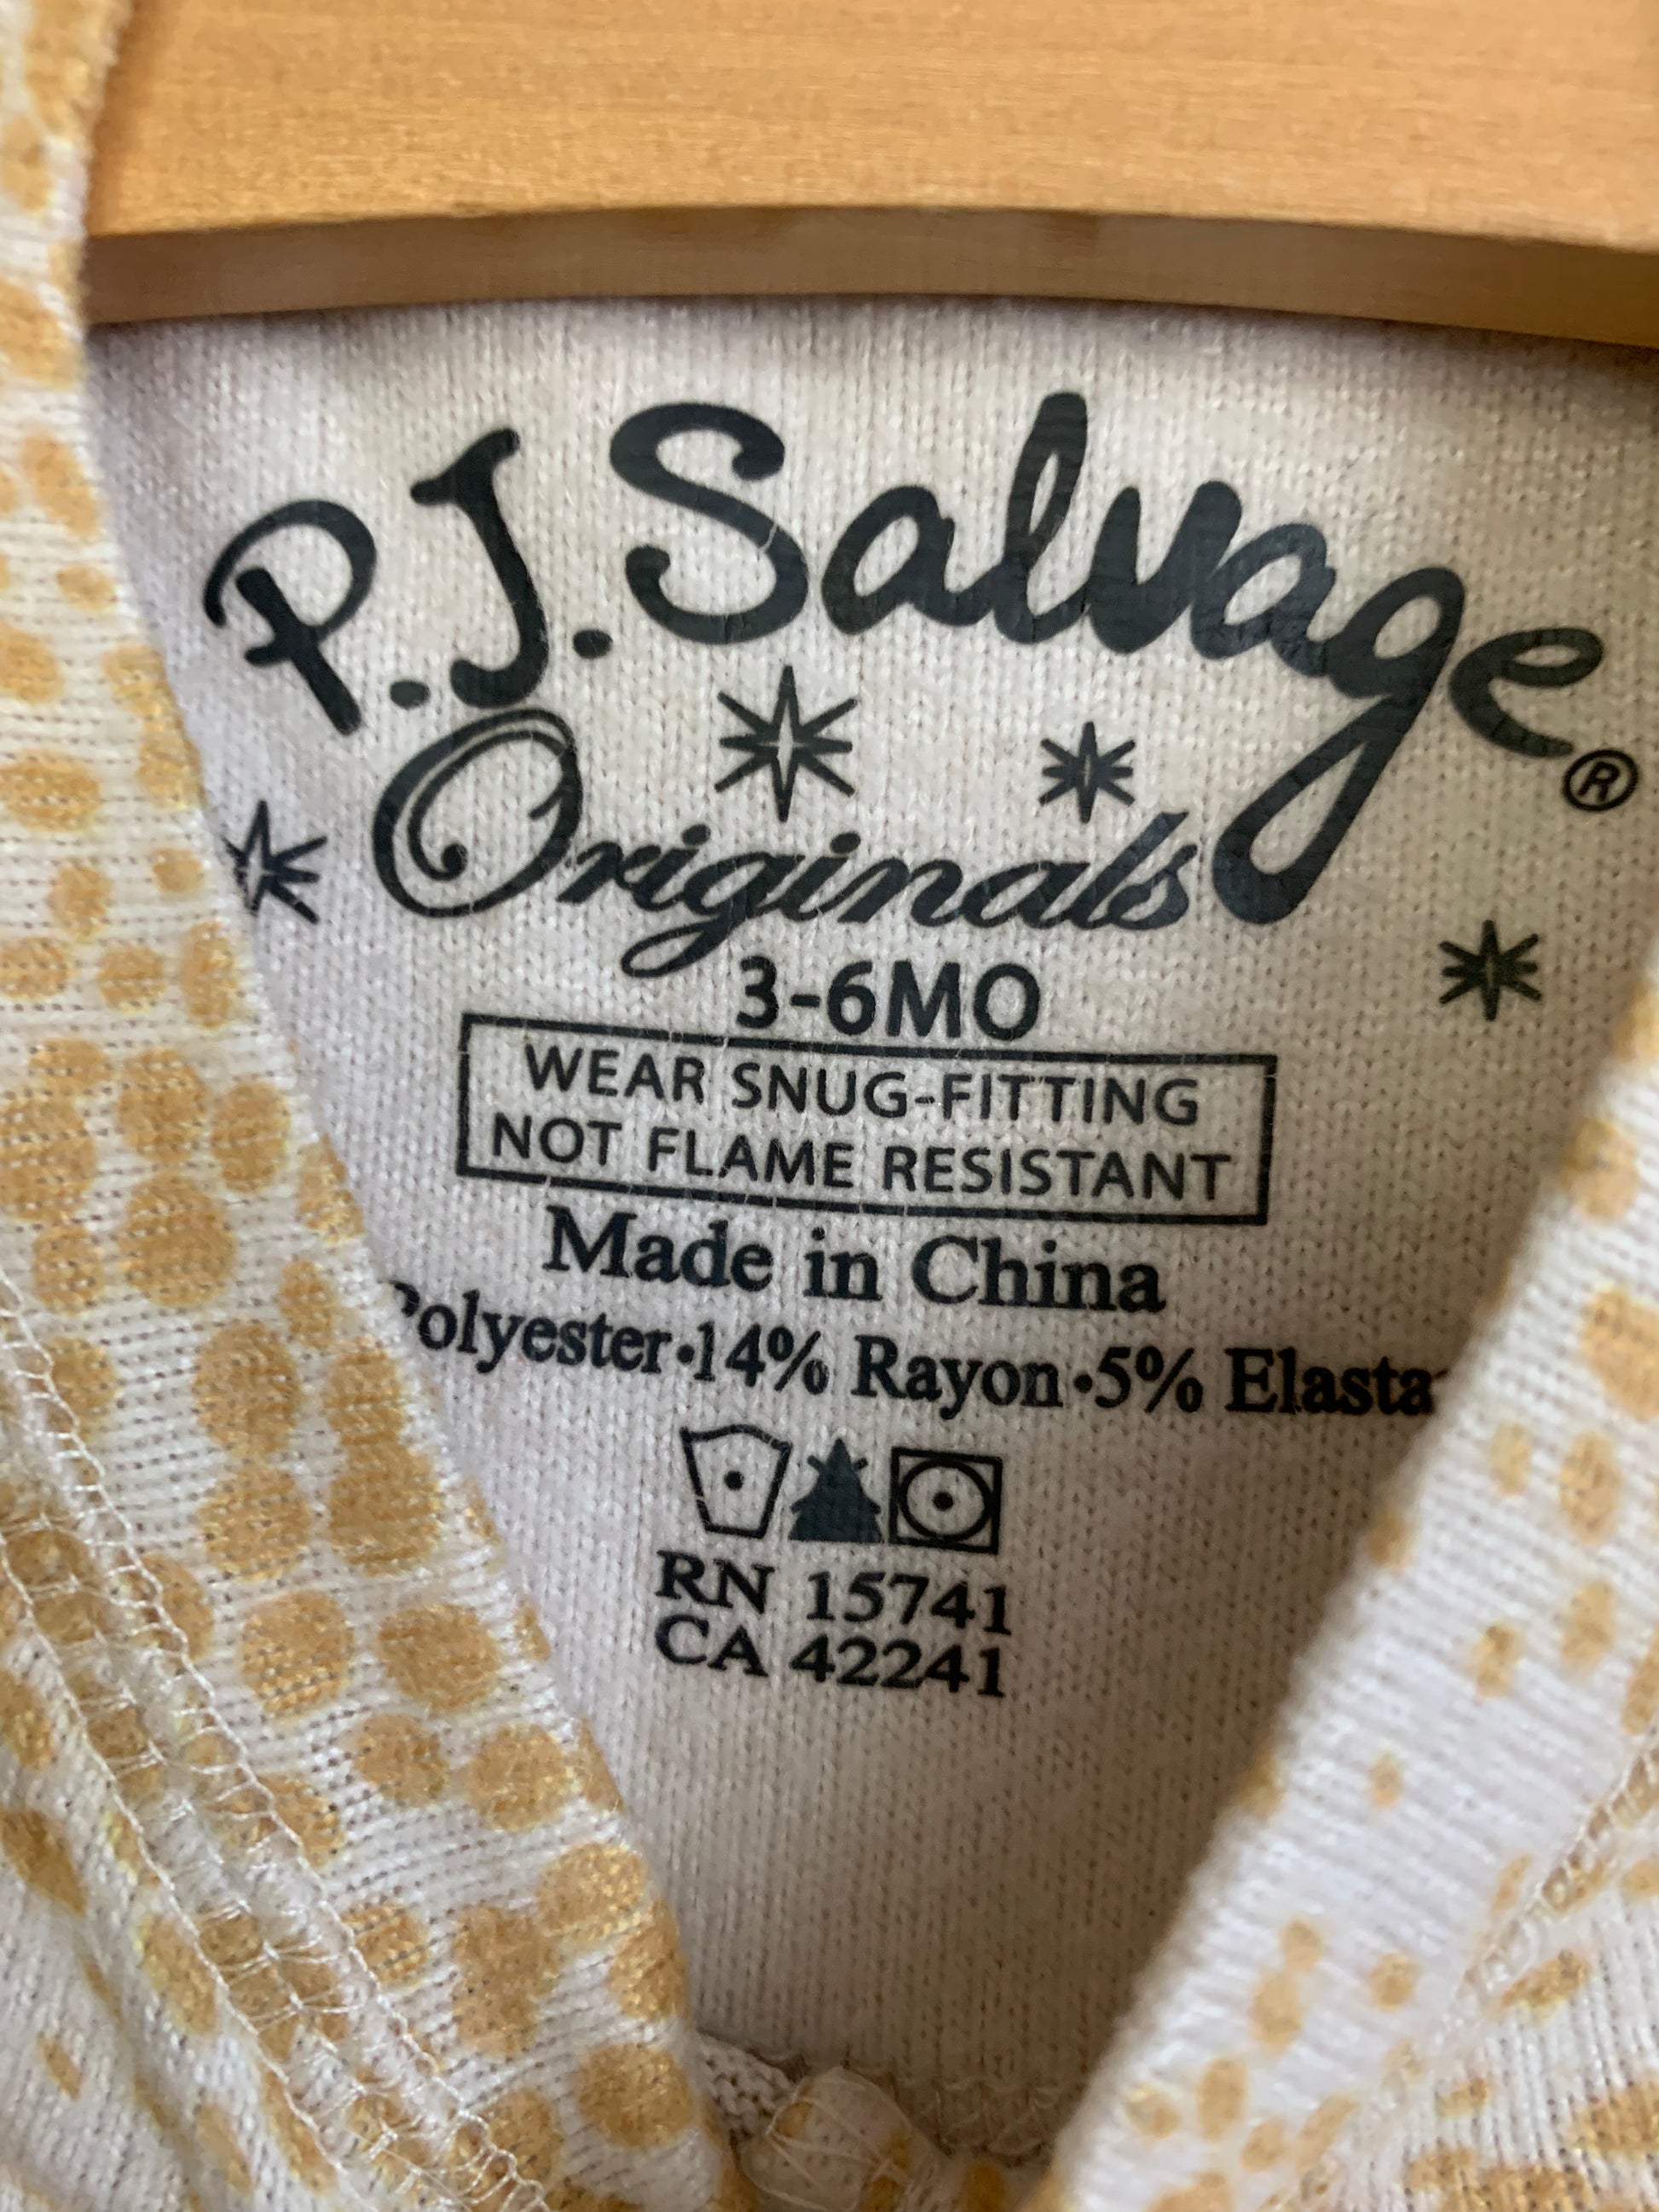 P.J. Salvage®
Originals
3-6MO
WEAR SNUG-FITTING
NOT FLAME RESISTANT
Made in China
Polyester•14% Rayon•5%
RN 15741
CA 42241